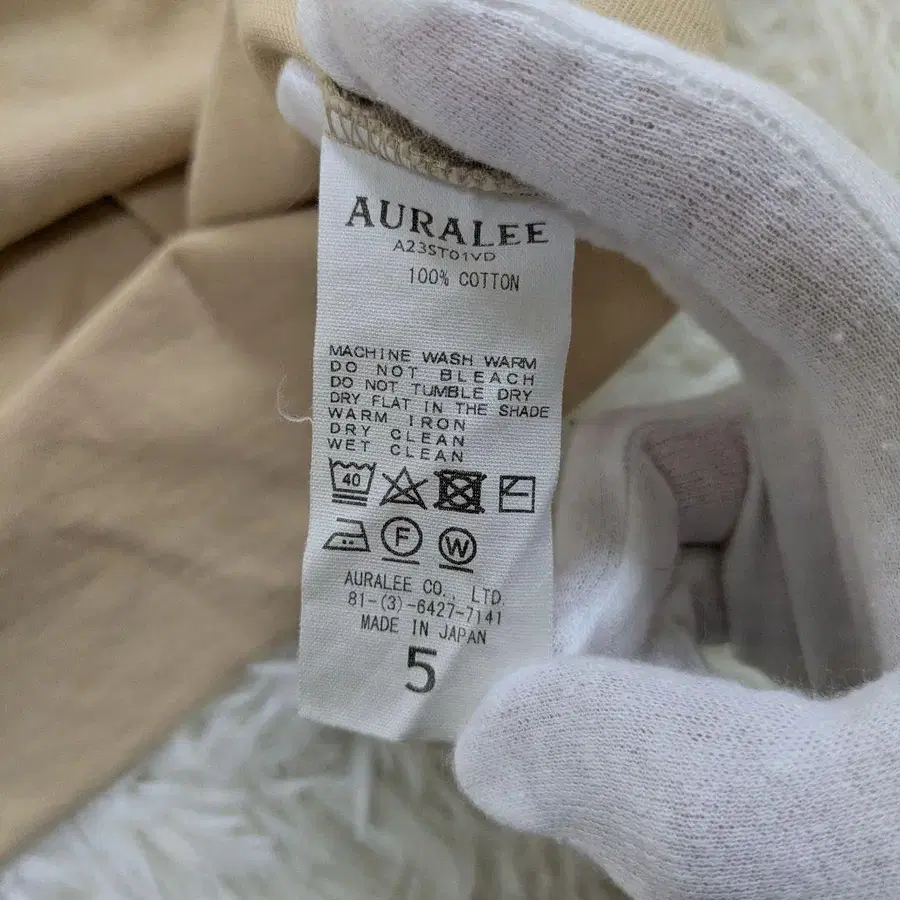 AURALEE
A23ST01VD
100% COTTON
MACHINE WASH WARM
DO NOT BLEACH
DO NOT TUMBLE DRY
DRY FLAT IN THE SHADE
WARM IRON
DRY CLEAN
WET CLEAN
40
F W
AURALEE CO., LTD.
81-(3)-6427-7141
MADE IN JAPAN
5